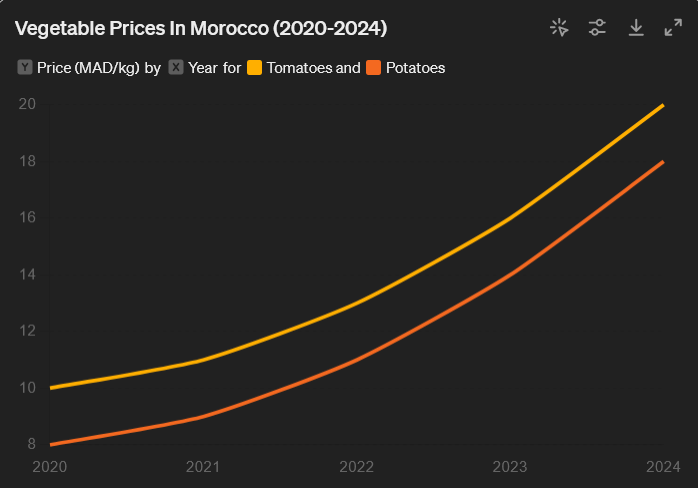 Vegetable Prices In Morocco (2020-2024)
Y Price (MAD/kg) by X Year for Tomatoes and Potatoes
20
18
16
14
12
10
8
2020 2021 2022 2023 2024